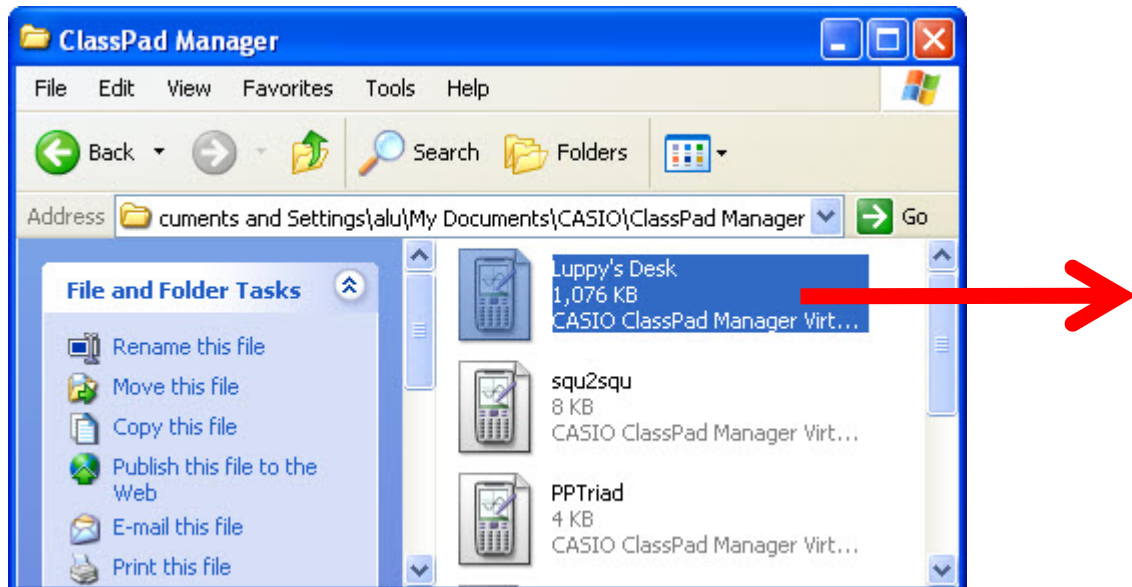 ClassPad Manager
File Edit View Favorites Tools Help
Back Search Folders
Address cuments and Settings\alu\My Documents\CASIO\ClassPad Manager Go
File and Folder Tasks
Rename this file
Move this file
Copy this file
Publish this file to the
Web
E-mail this file
Print this file
Luppy's Desk
1,076 KB
CASIO ClassPad Manager Virt...
squ2squ
8 KB
CASIO ClassPad Manager Virt...
PPTriad
4 KB
CASIO ClassPad Manager Virt...